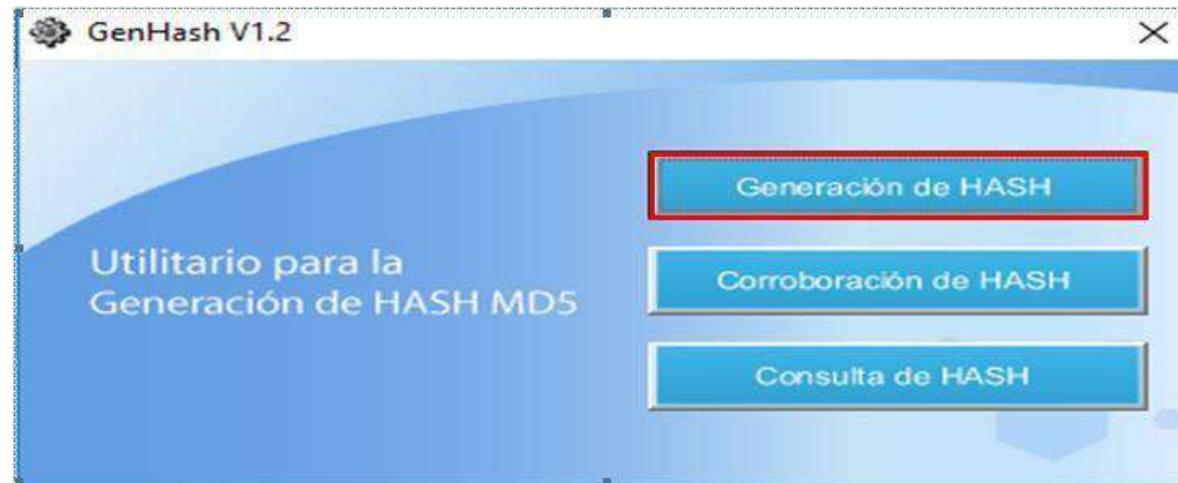 GenHash V1.2
Generación de HASH
Utilitario para la
Generación de HASH MD5
Corroboración de HASH
Consulta de HASH